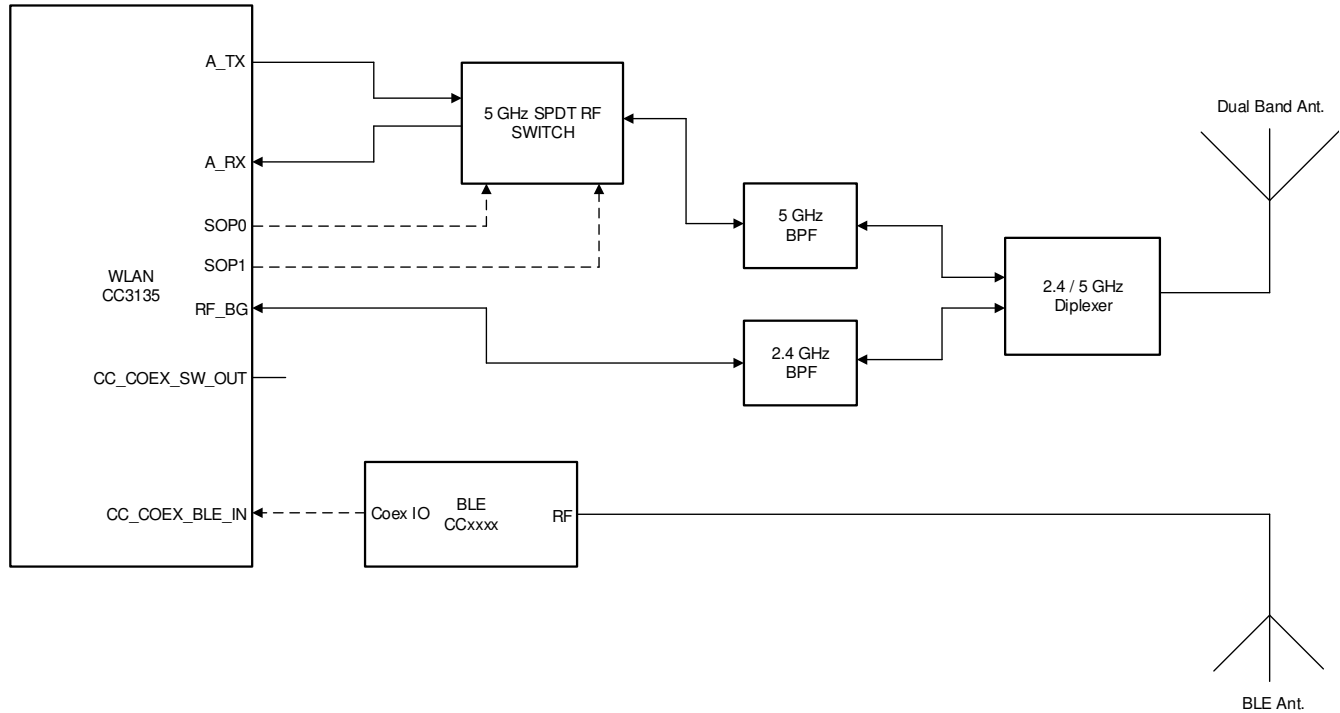 A_TX
A_RX
SOP0
SOP1
WLAN
CC3135
RF_BG
CC_COEX_SW_OUT
CC_COEX_BLE_IN
5 GHz SPDT RF
SWITCH
5 GHz
BPF
2.4 GHz
BPF
2.4 / 5 GHz
Diplexer
Dual Band Ant.
Coex IO
BLE
CCxxxx
RF
BLE Ant.